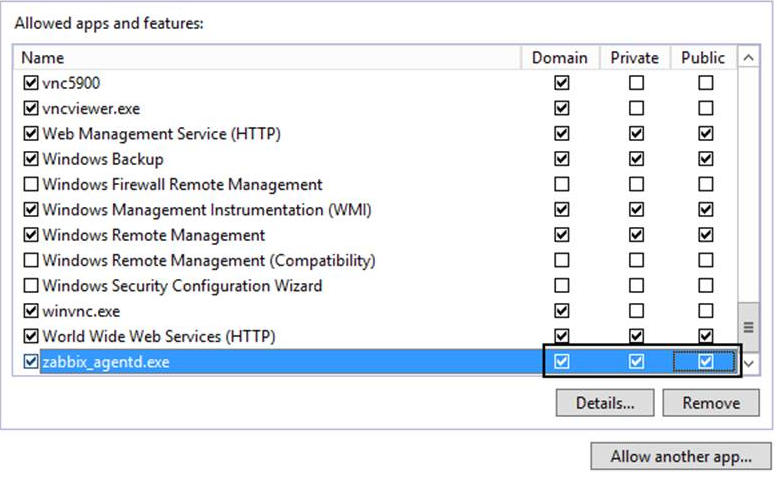 Allowed apps and features:
Name Domain Private Public
vnc5900
vncviewer.exe
Web Management Service (HTTP)
Windows Backup
Windows Firewall Remote Management
Windows Management Instrumentation (WMI)
Windows Remote Management
Windows Remote Management (Compatibility)
Windows Security Configuration Wizard
winvnc.exe
World Wide Web Services (HTTP)
zabbix_agentd.exe
Details... Remove
Allow another app...